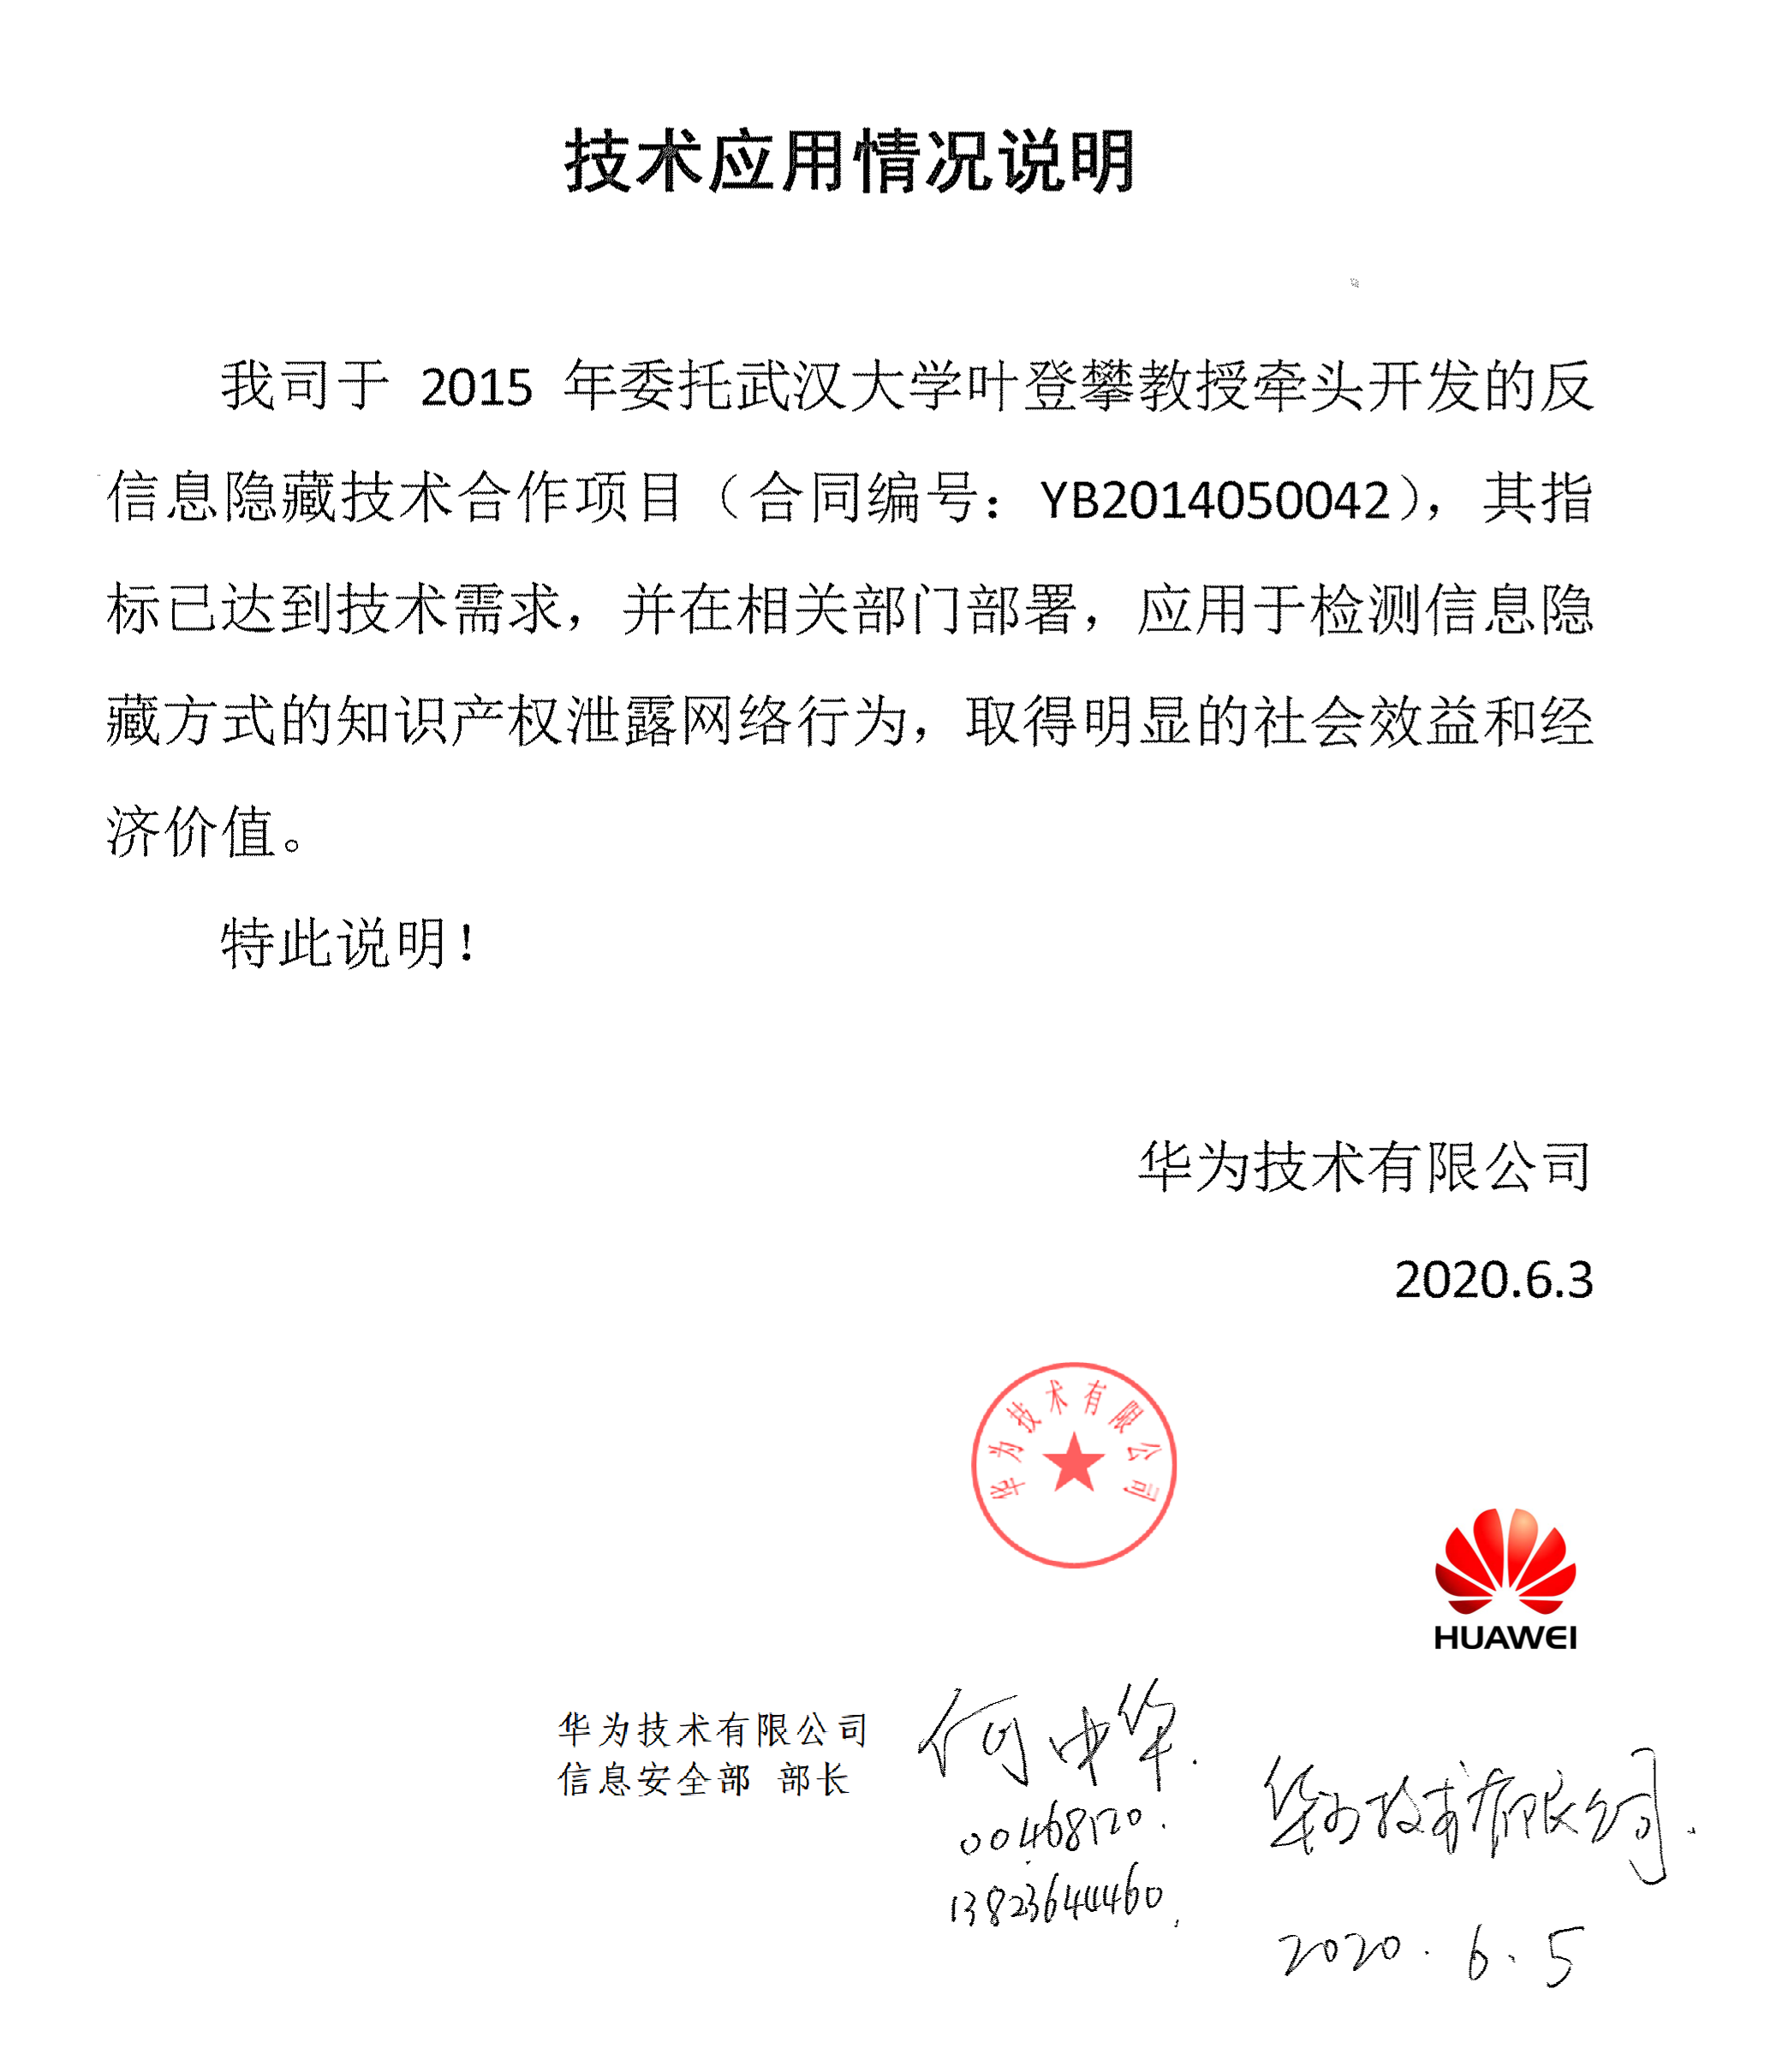 技术应用情况说明
我司于 2015 年委托武汉大学叶登攀教授牵头开发的反
信息隐藏技术合作项目（合同编号：YB2014050042），其指
标已达到技术需求，并在相关部门部署，应用于检测信息隐
藏方式的知识产权泄露网络行为，取得明显的社会效益和经
济价值。
特此说明！
华为技术有限公司
2020.6.3
华为技术有限公司
HUAWEI
华为技术有限公司
信息安全部 部长
何中华.
00468120.
13823644460.
华为技术有限公司.
2020.6.5